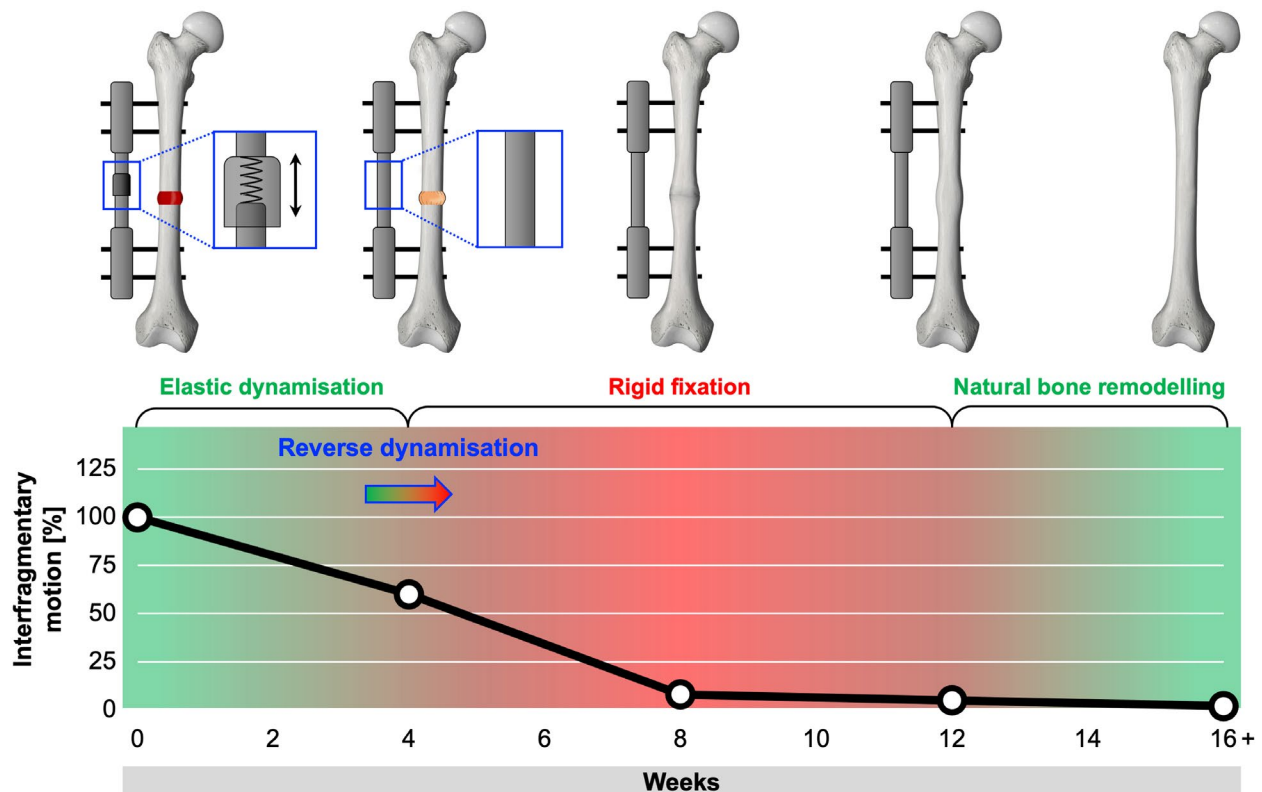 Elastic dynamisation
Rigid fixation
Natural bone remodelling
Reverse dynamisation
Interfragmentary
motion [%]
125
100
75
50
25
0
0 2 4 6 8 10 12 14 16 +
Weeks